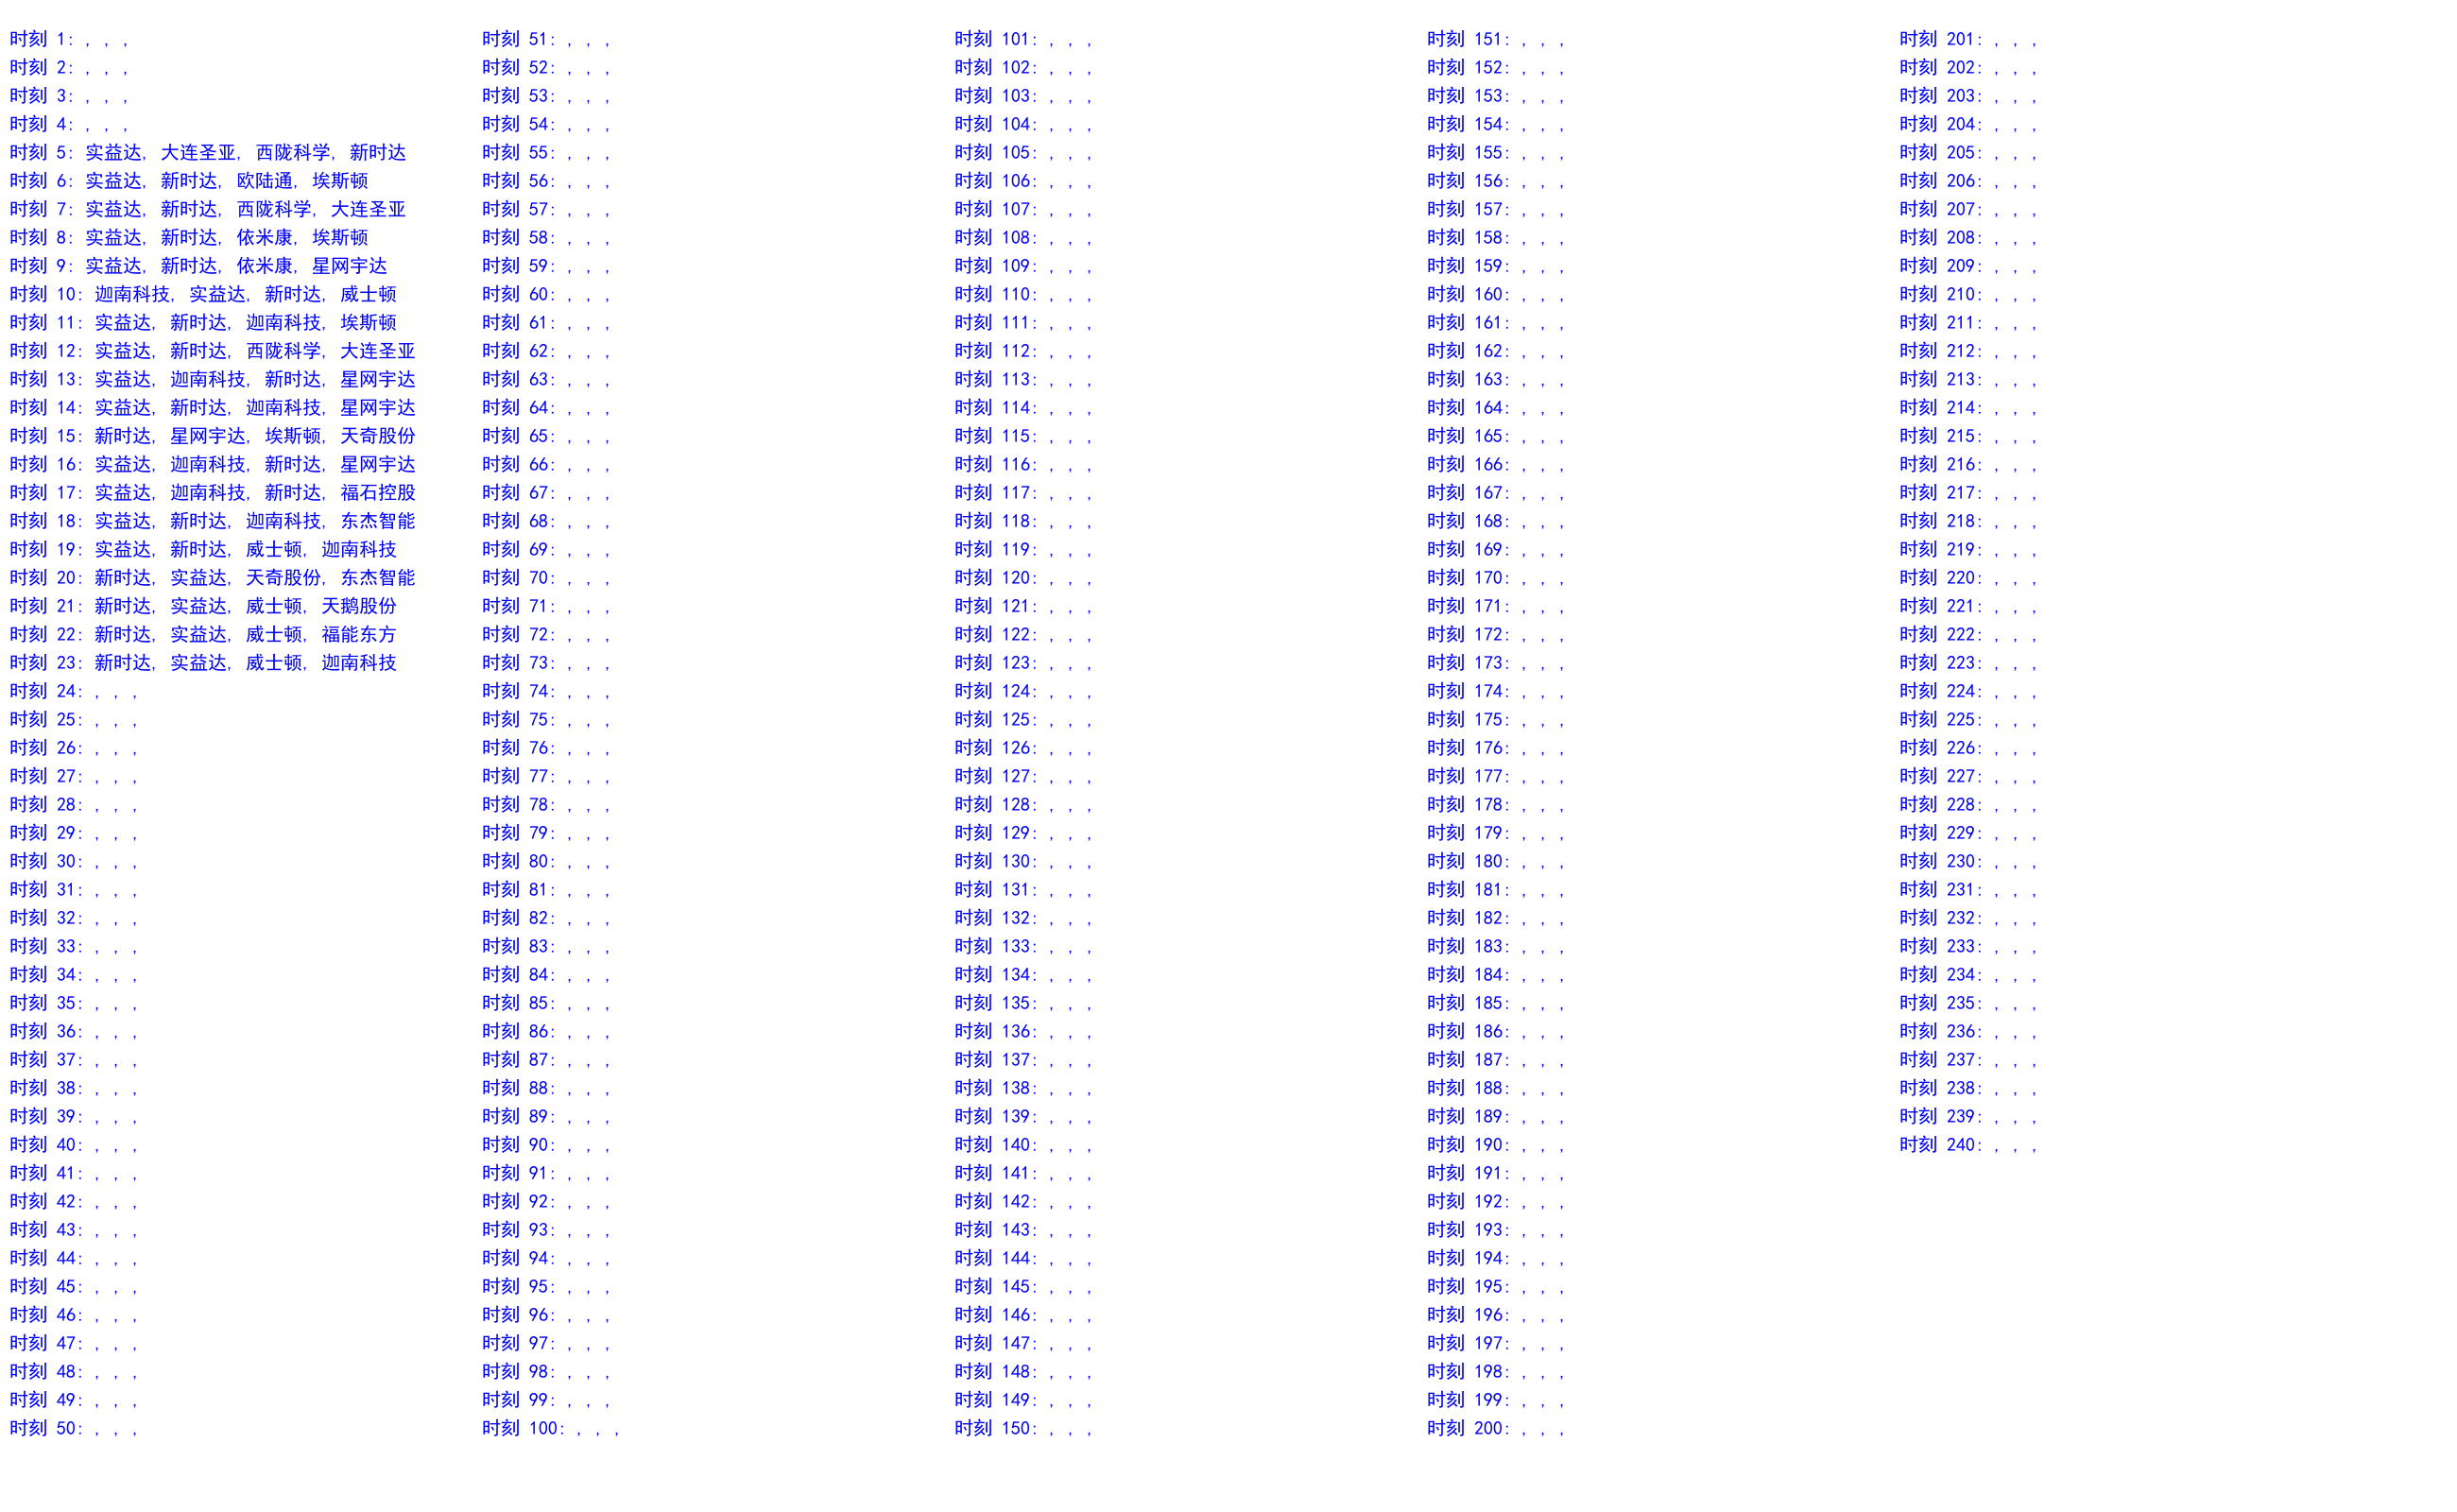 时刻 1: , , ,
时刻 2: , , ,
时刻 3: , , ,
时刻 4: , , ,
时刻 5: 实益达, 大连圣亚, 西陇科学, 新时达
时刻 6: 实益达, 新时达, 欧陆通, 埃斯顿
时刻 7: 实益达, 新时达, 西陇科学, 大连圣亚
时刻 8: 实益达, 新时达, 依米康, 埃斯顿
时刻 9: 实益达, 新时达, 依米康, 星网宇达
时刻 10: 迦南科技, 实益达, 新时达, 威士顿
时刻 11: 实益达, 新时达, 迦南科技, 埃斯顿
时刻 12: 实益达, 新时达, 西陇科学, 大连圣亚
时刻 13: 实益达, 迦南科技, 新时达, 星网宇达
时刻 14: 实益达, 新时达, 迦南科技, 星网宇达
时刻 15: 新时达, 星网宇达, 埃斯顿, 天奇股份
时刻 16: 实益达, 迦南科技, 新时达, 星网宇达
时刻 17: 实益达, 迦南科技, 新时达, 福石控股
时刻 18: 实益达, 新时达, 迦南科技, 东杰智能
时刻 19: 实益达, 新时达, 威士顿, 迦南科技
时刻 20: 新时达, 实益达, 天奇股份, 东杰智能
时刻 21: 新时达, 实益达, 威士顿, 天鹅股份
时刻 22: 新时达, 实益达, 威士顿, 福能东方
时刻 23: 新时达, 实益达, 威士顿, 迦南科技
时刻 24: , , ,
时刻 25: , , ,
时刻 26: , , ,
时刻 27: , , ,
时刻 28: , , ,
时刻 29: , , ,
时刻 30: , , ,
时刻 31: , , ,
时刻 32: , , ,
时刻 33: , , ,
时刻 34: , , ,
时刻 35: , , ,
时刻 36: , , ,
时刻 37: , , ,
时刻 38: , , ,
时刻 39: , , ,
时刻 40: , , ,
时刻 41: , , ,
时刻 42: , , ,
时刻 43: , , ,
时刻 44: , , ,
时刻 45: , , ,
时刻 46: , , ,
时刻 47: , , ,
时刻 48: , , ,
时刻 49: , , ,
时刻 50: , , ,
时刻 51: , , ,
时刻 52: , , ,
时刻 53: , , ,
时刻 54: , , ,
时刻 55: , , ,
时刻 56: , , ,
时刻 57: , , ,
时刻 58: , , ,
时刻 59: , , ,
时刻 60: , , ,
时刻 61: , , ,
时刻 62: , , ,
时刻 63: , , ,
时刻 64: , , ,
时刻 65: , , ,
时刻 66: , , ,
时刻 67: , , ,
时刻 68: , , ,
时刻 69: , , ,
时刻 70: , , ,
时刻 71: , , ,
时刻 72: , , ,
时刻 73: , , ,
时刻 74: , , ,
时刻 75: , , ,
时刻 76: , , ,
时刻 77: , , ,
时刻 78: , , ,
时刻 79: , , ,
时刻 80: , , ,
时刻 81: , , ,
时刻 82: , , ,
时刻 83: , , ,
时刻 84: , , ,
时刻 85: , , ,
时刻 86: , , ,
时刻 87: , , ,
时刻 88: , , ,
时刻 89: , , ,
时刻 90: , , ,
时刻 91: , , ,
时刻 92: , , ,
时刻 93: , , ,
时刻 94: , , ,
时刻 95: , , ,
时刻 96: , , ,
时刻 97: , , ,
时刻 98: , , ,
时刻 99: , , ,
时刻 100: , , ,
时刻 101: , , ,
时刻 102: , , ,
时刻 103: , , ,
时刻 104: , , ,
时刻 105: , , ,
时刻 106: , , ,
时刻 107: , , ,
时刻 108: , , ,
时刻 109: , , ,
时刻 110: , , ,
时刻 111: , , ,
时刻 112: , , ,
时刻 113: , , ,
时刻 114: , , ,
时刻 115: , , ,
时刻 116: , , ,
时刻 117: , , ,
时刻 118: , , ,
时刻 119: , , ,
时刻 120: , , ,
时刻 121: , , ,
时刻 122: , , ,
时刻 123: , , ,
时刻 124: , , ,
时刻 125: , , ,
时刻 126: , , ,
时刻 127: , , ,
时刻 128: , , ,
时刻 129: , , ,
时刻 130: , , ,
时刻 131: , , ,
时刻 132: , , ,
时刻 133: , , ,
时刻 134: , , ,
时刻 135: , , ,
时刻 136: , , ,
时刻 137: , , ,
时刻 138: , , ,
时刻 139: , , ,
时刻 140: , , ,
时刻 141: , , ,
时刻 142: , , ,
时刻 143: , , ,
时刻 144: , , ,
时刻 145: , , ,
时刻 146: , , ,
时刻 147: , , ,
时刻 148: , , ,
时刻 149: , , ,
时刻 150: , , ,
时刻 151: , , ,
时刻 152: , , ,
时刻 153: , , ,
时刻 154: , , ,
时刻 155: , , ,
时刻 156: , , ,
时刻 157: , , ,
时刻 158: , , ,
时刻 159: , , ,
时刻 160: , , ,
时刻 161: , , ,
时刻 162: , , ,
时刻 163: , , ,
时刻 164: , , ,
时刻 165: , , ,
时刻 166: , , ,
时刻 167: , , ,
时刻 168: , , ,
时刻 169: , , ,
时刻 170: , , ,
时刻 171: , , ,
时刻 172: , , ,
时刻 173: , , ,
时刻 174: , , ,
时刻 175: , , ,
时刻 176: , , ,
时刻 177: , , ,
时刻 178: , , ,
时刻 179: , , ,
时刻 180: , , ,
时刻 181: , , ,
时刻 182: , , ,
时刻 183: , , ,
时刻 184: , , ,
时刻 185: , , ,
时刻 186: , , ,
时刻 187: , , ,
时刻 188: , , ,
时刻 189: , , ,
时刻 190: , , ,
时刻 191: , , ,
时刻 192: , , ,
时刻 193: , , ,
时刻 194: , , ,
时刻 195: , , ,
时刻 196: , , ,
时刻 197: , , ,
时刻 198: , , ,
时刻 199: , , ,
时刻 200: , , ,
时刻 201: , , ,
时刻 202: , , ,
时刻 203: , , ,
时刻 204: , , ,
时刻 205: , , ,
时刻 206: , , ,
时刻 207: , , ,
时刻 208: , , ,
时刻 209: , , ,
时刻 210: , , ,
时刻 211: , , ,
时刻 212: , , ,
时刻 213: , , ,
时刻 214: , , ,
时刻 215: , , ,
时刻 216: , , ,
时刻 217: , , ,
时刻 218: , , ,
时刻 219: , , ,
时刻 220: , , ,
时刻 221: , , ,
时刻 222: , , ,
时刻 223: , , ,
时刻 224: , , ,
时刻 225: , , ,
时刻 226: , , ,
时刻 227: , , ,
时刻 228: , , ,
时刻 229: , , ,
时刻 230: , , ,
时刻 231: , , ,
时刻 232: , , ,
时刻 233: , , ,
时刻 234: , , ,
时刻 235: , , ,
时刻 236: , , ,
时刻 237: , , ,
时刻 238: , , ,
时刻 239: , , ,
时刻 240: , , ,